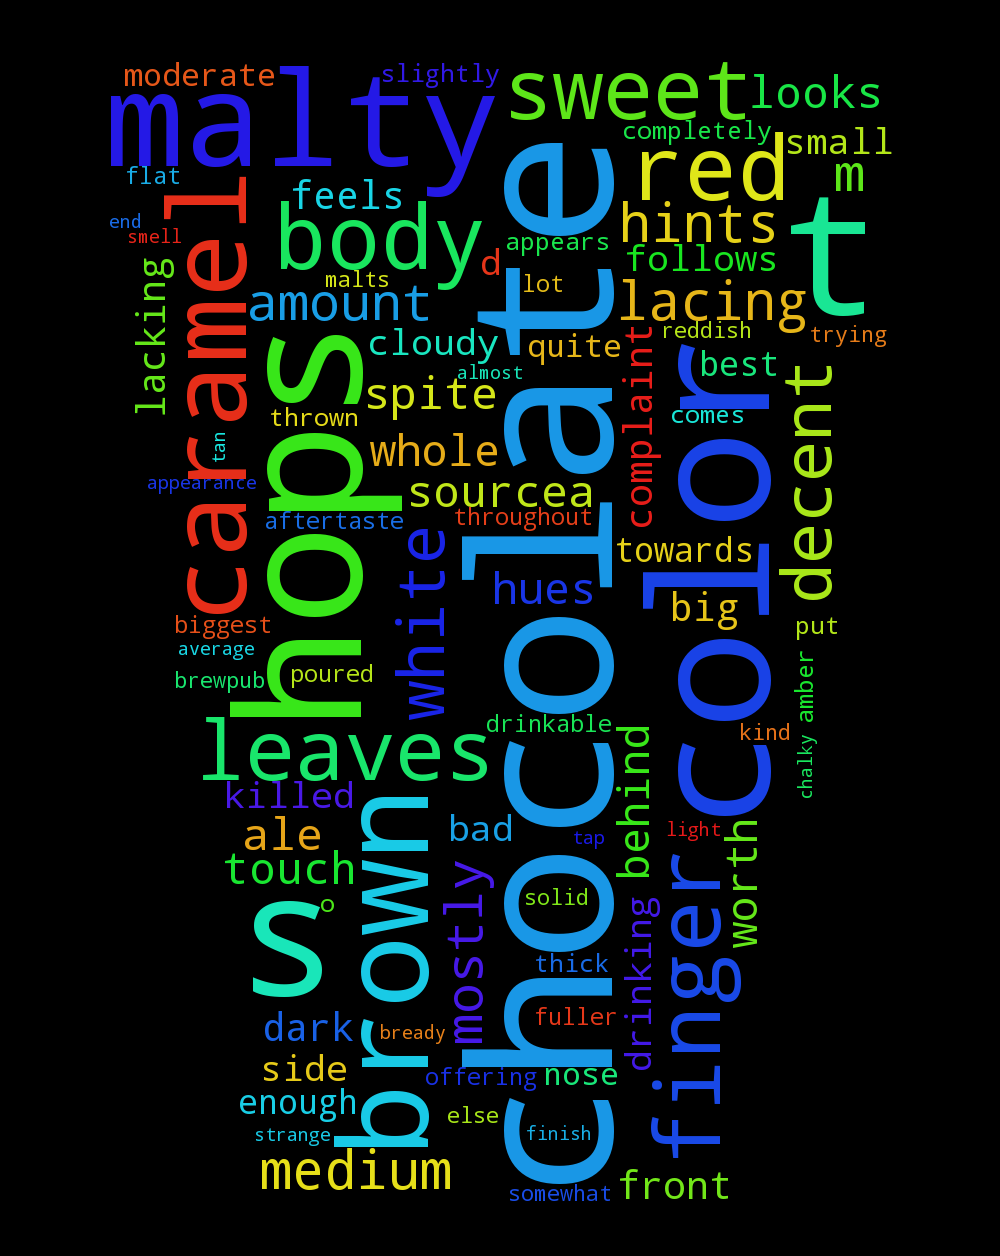 moderate
slightly
malty
sweet
looks
completely
small
red
m
flat
feels
caramel
end
smell
body
hints
t
appears
d
follows
lacking
malts
lot
amount
lacing
chocolate
hops
cloudy
quite
reddish
trying
complaint
color
best
almost
spite
decent
thrown
comes
tan
whole
appearance
sourcea
aftertaste
throughout
white
towards
hues
big
biggest
put
average
brewpub
poured
amber
leaves
drinkable
behind
kind
chalky
killed
brown
ale
bad
tap
light
worth
touch
mostly
s
o
solid
drinking
finger
thick
dark
bready
fuller
side
offering
nose
enough
else
strange
finish
medium
somewhat
front